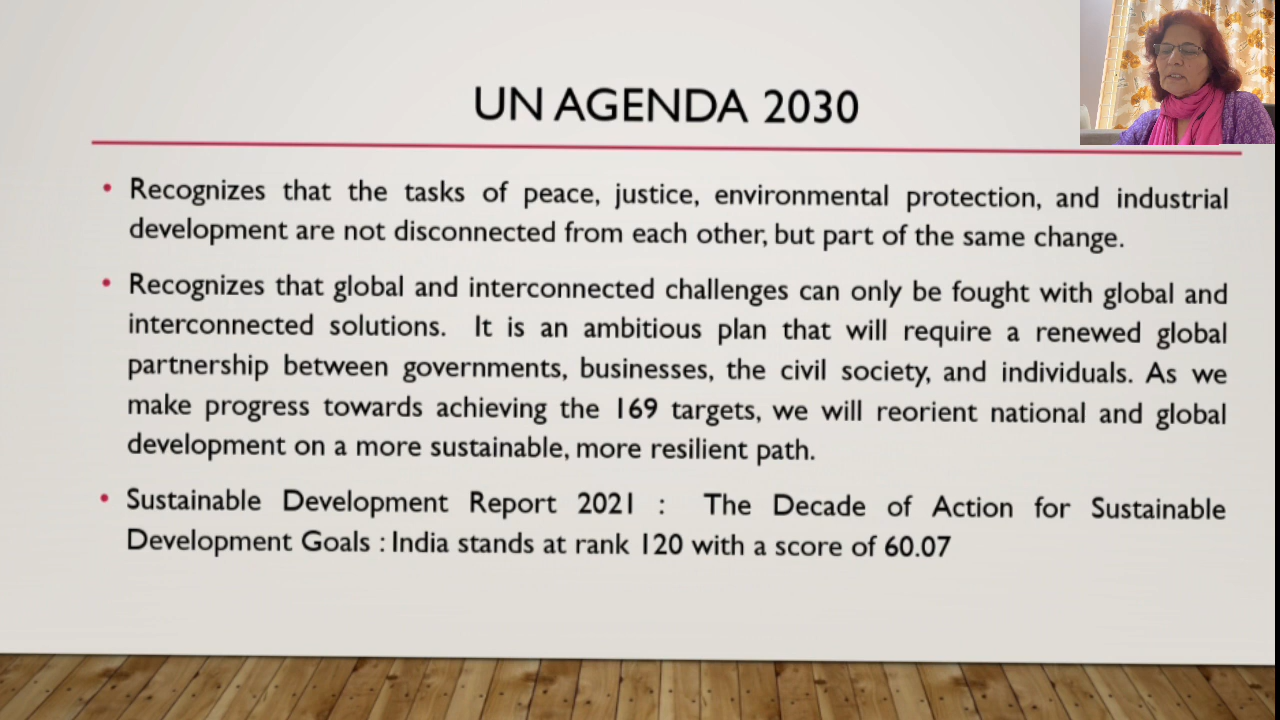 UN AGENDA 2030
• Recognizes that the tasks of peace, justice, environmental protection, and industrial
development are not disconnected from each other, but part of the same change.
• Recognizes that global and interconnected challenges can only be fought with global and
interconnected solutions. It is an ambitious plan that will require a renewed global
partnership between governments, businesses, the civil society, and individuals. As we
make progress towards achieving the 169 targets, we will reorient national and global
development on a more sustainable, more resilient path.
• Sustainable Development Report 2021 : The Decade of Action for Sustainable
Development Goals : India stands at rank 120 with a score of 60.07